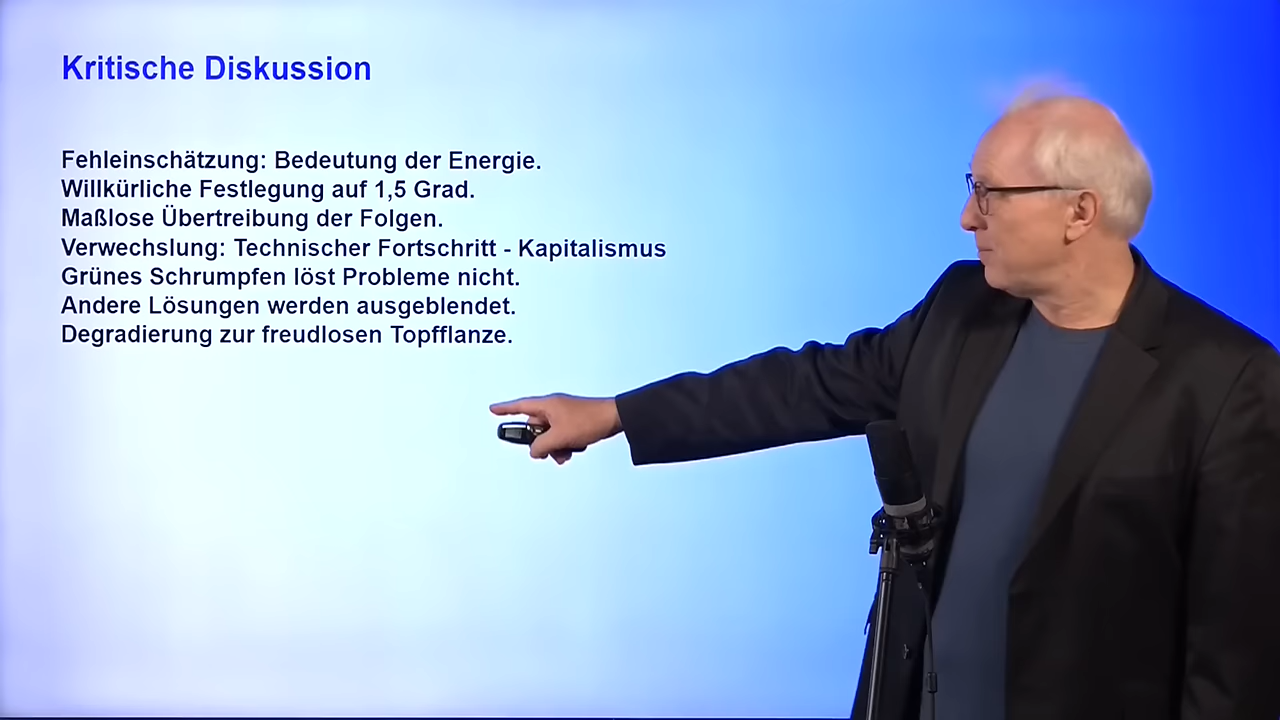 Kritische Diskussion
Fehleinschätzung: Bedeutung der Energie.
Willkürliche Festlegung auf 1,5 Grad.
Maßlose Übertreibung der Folgen.
Verwechslung: Technischer Fortschritt - Kapitalismus
Grünes Schrumpfen löst Probleme nicht.
Andere Lösungen werden ausgeblendet.
Degradierung zur freudlosen Topfflanze.